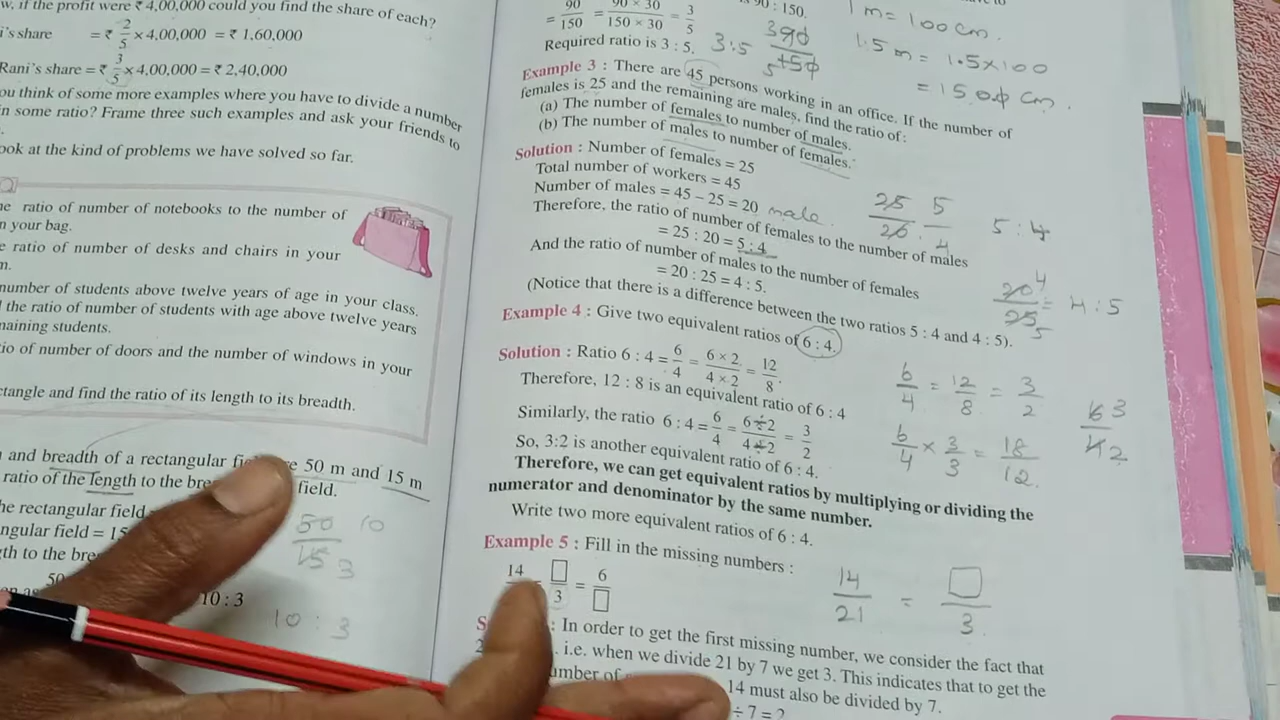 w, if the profit were ₹ 4,00,000 could you find the share of each?
i's share = ₹ 2/5 × 4,00,000 = ₹ 1,60,000
Rani's share = ₹ 3/5 × 4,00,000 = ₹ 2,40,000
ou think of some more examples where you have to divide a number
n some ratio? Frame three such examples and ask your friends to
ook at the kind of problems we have solved so far.
ne ratio of number of notebooks to the number of
n your bag.
e ratio of number of desks and chairs in your
m.
number of students above twelve years of age in your class.
the ratio of number of students with age above twelve years
naining students.
io of number of doors and the number of windows in your
ctangle and find the ratio of its length to its breadth.
and breadth of a rectangular fi 50 m and 15 m
ratio of the length to the bre field.
he rectangular field
ngular field = 15
th to the bre
50
10 : 3
50/15 10 3
10 : 3
90 : 150.
= 90/150 = 90 × 30/150 × 30 = 3/5
Required ratio is 3 : 5.
3:5
1 m = 100 cm.
1.5 m = 1.5×100
Example 3 : There are 45 persons working in an office. If the number of
females is 25 and the remaining are males, find the ratio of :
(a) The number of females to number of males.
(b) The number of males to number of females.
Solution : Number of females = 25
Total number of workers = 45
Number of males = 45 – 25 = 20 male
Therefore, the ratio of number of females to the number of males
= 25 : 20 = 5 : 4
25/20 5/4 5 : 4
And the ratio of number of males to the number of females
= 20 : 25 = 4 : 5.
20/25 4 5 = 4 : 5
(Notice that there is a difference between the two ratios 5 : 4 and 4 : 5).
Example 4 : Give two equivalent ratios of 6 : 4.
Solution : Ratio 6 : 4 = 6/4 = 6 × 2/4 × 2 = 12/8.
Therefore, 12 : 8 is an equivalent ratio of 6 : 4
6/4 = 12/8 = 3/2
Similarly, the ratio 6 : 4 = 6/4 = 6 ÷ 2/4 ÷ 2 = 3/2
6/4 × 3/3 = 18/12.
6 3/4 2
So, 3:2 is another equivalent ratio of 6 : 4.
Therefore, we can get equivalent ratios by multiplying or dividing the
numerator and denominator by the same number.
Write two more equivalent ratios of 6 : 4.
Example 5 : Fill in the missing numbers :
14 = □/3 = 6/□
14/21 = □/3.
: In order to get the first missing number, we consider the fact that
. i.e. when we divide 21 by 7 we get 3. This indicates that to get the
14 must also be divided by 7.
÷ 7 = 2